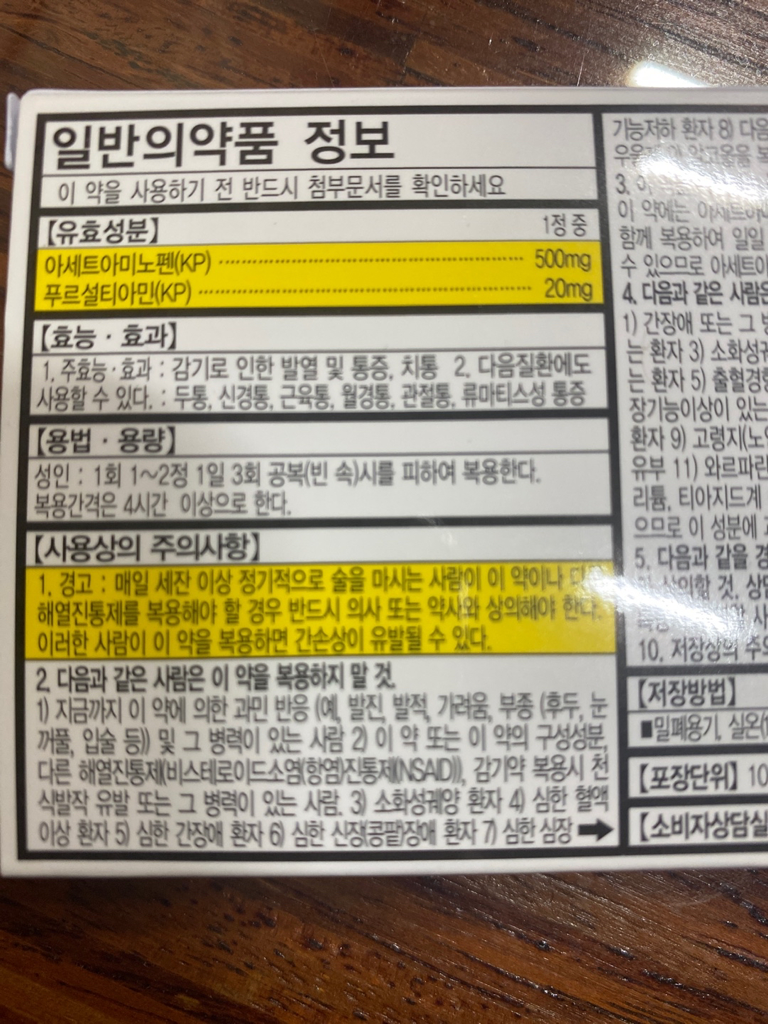 일반의약품 정보
이 약을 사용하기 전 반드시 첨부문서를 확인하세요
【유효성분】 1정 중
아세트아미노펜(KP) 500mg
푸르설티아민(KP) 20mg
【효능·효과】
1. 주효능·효과 : 감기로 인한 발열 및 통증, 치통 2. 다음질환에도
사용할 수 있다. : 두통, 신경통, 근육통, 월경통, 관절통, 류마티스성 통증
【용법·용량】
성인 : 1회 1~2정 1일 3회 공복(빈 속)시를 피하여 복용한다.
복용간격은 4시간 이상으로 한다.
【사용상의 주의사항】
1. 경고 : 매일 세잔 이상 정기적으로 술을 마시는 사람이 이 약이나
해열진통제를 복용해야 할 경우 반드시 의사 또는 약사와 상의해야 한다.
이러한 사람이 이 약을 복용하면 간손상이 유발될 수 있다.
2. 다음과 같은 사람은 이 약을 복용하지 말 것.
1) 지금까지 이 약에 의한 과민 반응 (예, 발진, 발적, 가려움, 부종 (후두, 눈
꺼풀, 입술 등)) 및 그 병력이 있는 사람 2) 이 약 또는 이 약의 구성성분,
다른 해열진통제(비스테로이드소염(항염)진통제(NSAID)), 감기약 복용시 천
식발작 유발 또는 그 병력이 있는 사람. 3) 소화성궤양 환자 4) 심한 혈액
이상 환자 5) 심한 간장애 환자 6) 심한 신장(콩팥)장애 환자 7) 심한 심장
기능저하 환자 8) 다음
3. 이
이 약에는
함께 복용하여 일일
수 있으므로
4. 다음과 같은 사람은
1) 간장애 또는 그
는 환자 3) 소화성궤
는 환자 5) 출혈경향
장기능이상이 있는
환자 9) 고령자(노
유부 11) 와르파린
리튬, 티아지드계
으므로 이 성분에
5. 다음과 같을 경
상의할 것.
10. 저장상의 주의
【저장방법】
■밀폐용기, 실온(
【포장단위】 10
【소비자상담실